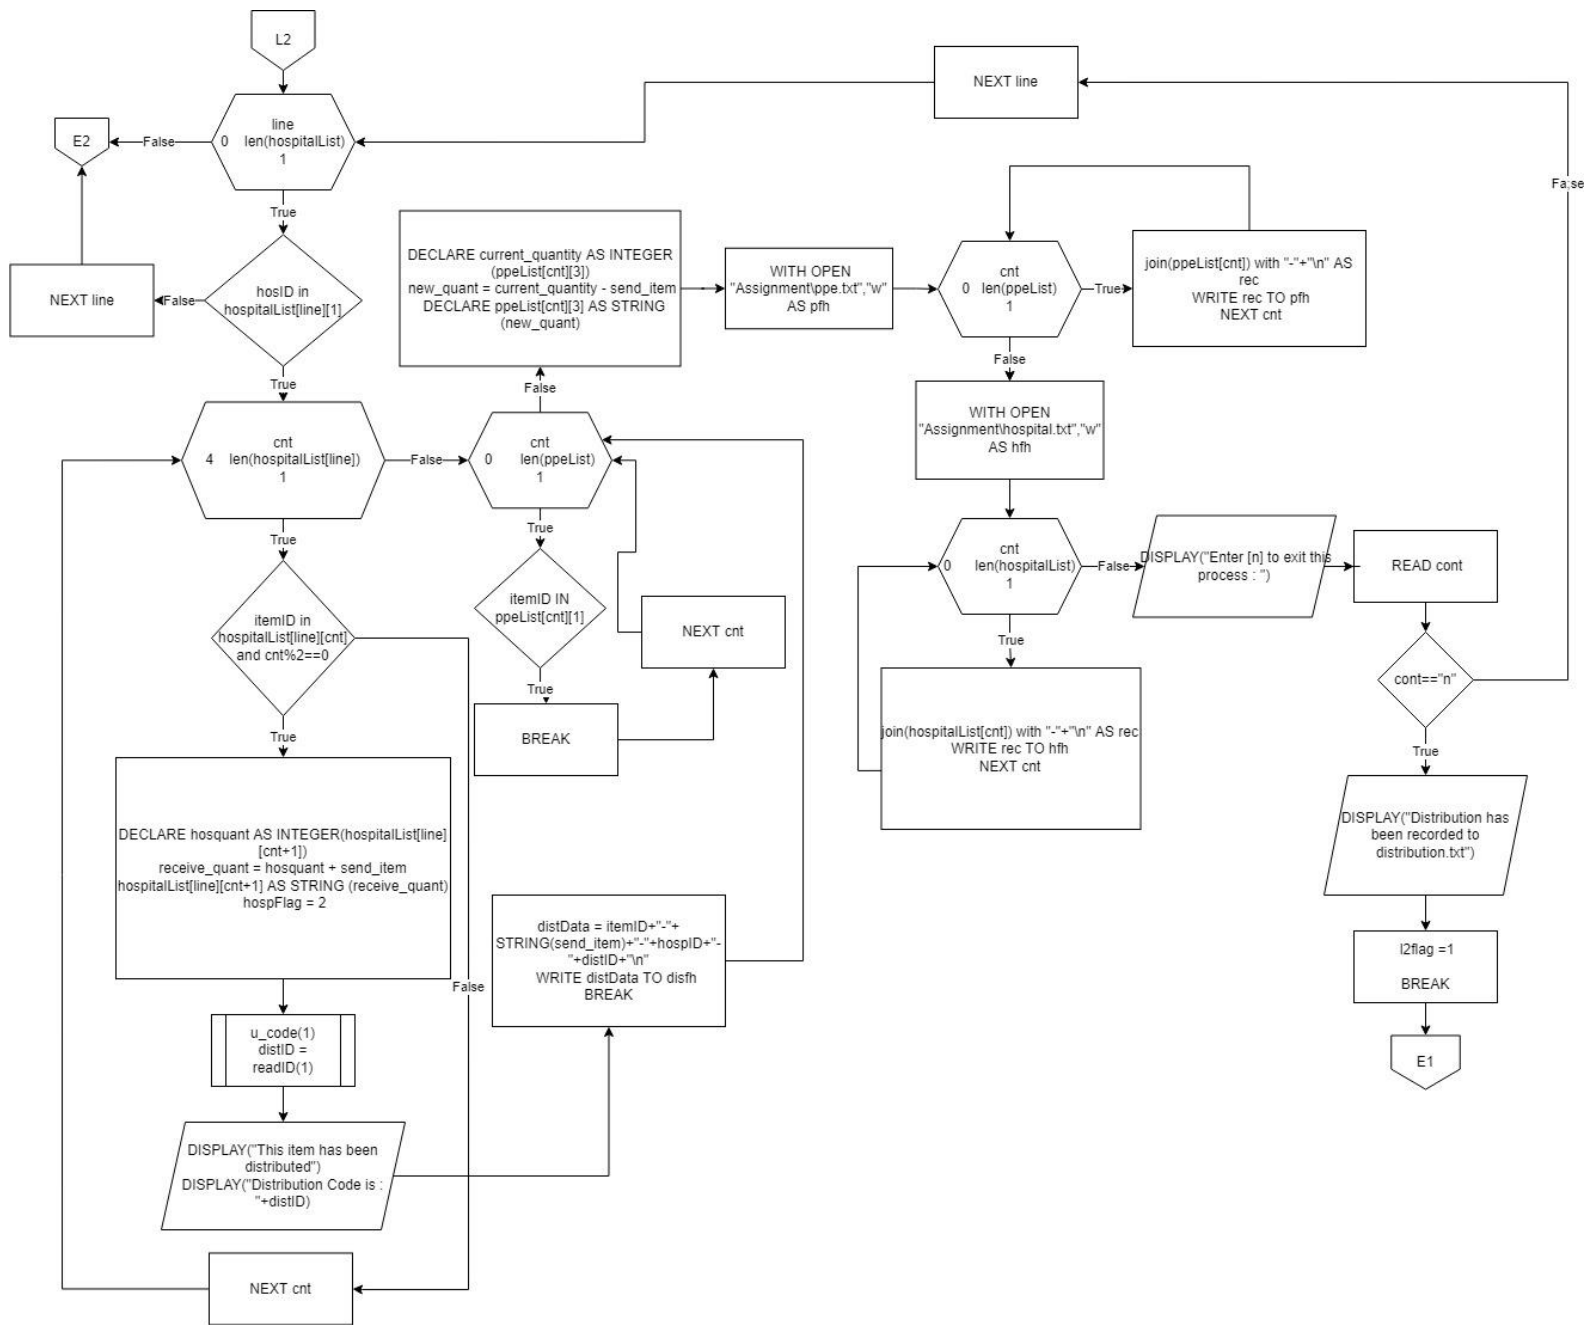 L2
line
0 len(hospitalList)
1
False
E2
True
NEXT line
False
hosID in
hospitalList[line][1]
True
cnt
4 len(hospitalList[line])
1
False
True
itemID in
hospitalList[line][cnt]
and cnt%2==0
True
False
DECLARE hosquant AS INTEGER(hospitalList[line]
[cnt+1])
receive_quant = hosquant + send_item
hospitalList[line][cnt+1] AS STRING (receive_quant)
hospFlag = 2
u_code(1)
distID =
readID(1)
DISPLAY("This item has been
distributed")
DISPLAY("Distribution Code is :
"+distID)
NEXT cnt
distData = itemID+"-"+
STRING(send_item)+"-"+hospID+"-
"+distID+"\n"
WRITE distData TO disfh
BREAK
cnt
0 len(ppeList)
1
True
itemID IN
ppeList[cnt][1]
True
BREAK
NEXT cnt
False
DECLARE current_quantity AS INTEGER
(ppeList[cnt][3])
new_quant = current_quantity - send_item
DECLARE ppeList[cnt][3] AS STRING
(new_quant)
WITH OPEN
"Assignment\ppe.txt","w"
AS pfh
cnt
0 len(ppeList)
1
True
join(ppeList[cnt]) with "-"+"\n" AS
rec
WRITE rec TO pfh
NEXT cnt
False
WITH OPEN
"Assignment\hospital.txt","w"
AS hfh
cnt
0 len(hospitalList)
1
True
join(hospitalList[cnt]) with "-"+"\n" AS rec
WRITE rec TO hfh
NEXT cnt
False
DISPLAY("Enter [n] to exit this
process : ")
READ cont
cont=="n"
False
NEXT line
True
DISPLAY("Distribution has
been recorded to
distribution.txt")
l2flag =1
BREAK
E1